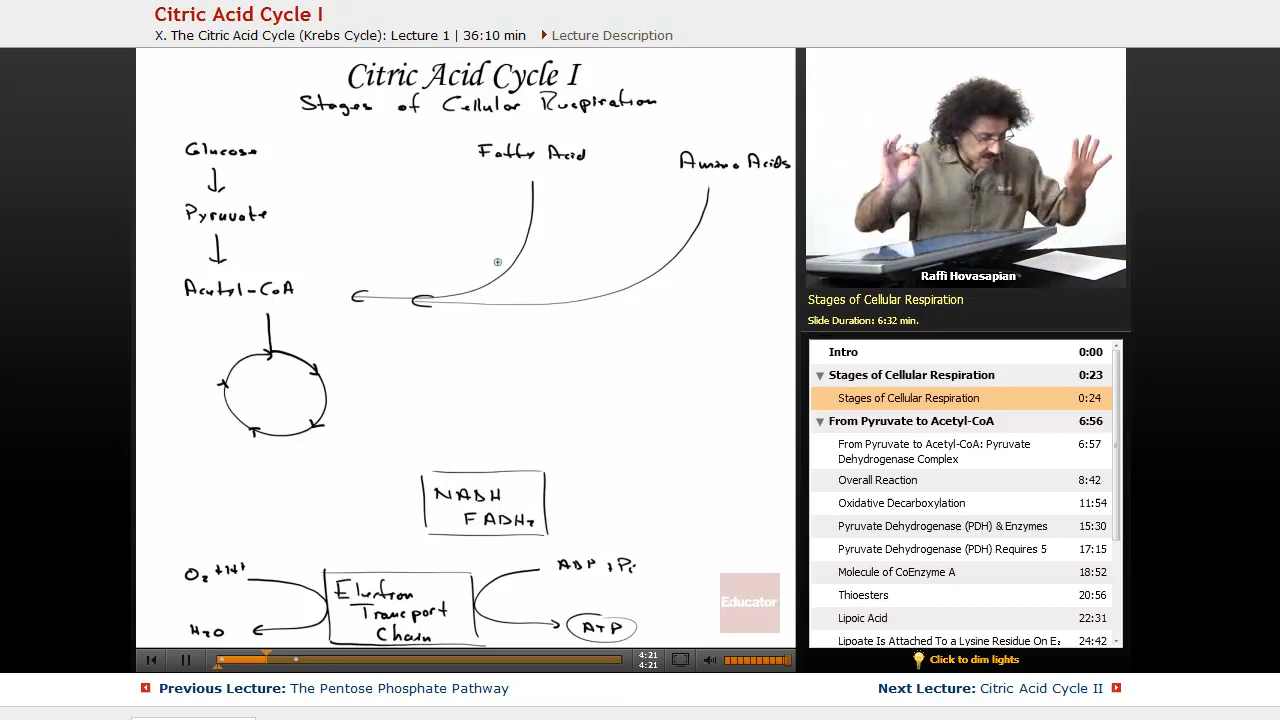 Citric Acid Cycle I
X. The Citric Acid Cycle (Krebs Cycle): Lecture 1 | 36:10 min
Lecture Description
Citric Acid Cycle I
Stages of Cellular Respiration
Glucose
Fatty Acid
Amino Acids
Pyruvate
Acetyl-CoA
NADH
FADH₂
O₂ + H⁺
ADP + Pi
Electron
Transport
Chain
H₂O
ATP
Educator
Raffi Hovasapian
Stages of Cellular Respiration
Slide Duration: 6:32 min.
Intro 0:00
Stages of Cellular Respiration 0:23
Stages of Cellular Respiration 0:24
From Pyruvate to Acetyl-CoA 6:56
From Pyruvate to Acetyl-CoA: Pyruvate 6:57
Dehydrogenase Complex
Overall Reaction 8:42
Oxidative Decarboxylation 11:54
Pyruvate Dehydrogenase (PDH) & Enzymes 15:30
Pyruvate Dehydrogenase (PDH) Requires 5 17:15
Molecule of CoEnzyme A 18:52
Thioesters 20:56
Lipoic Acid 22:31
Lipoate Is Attached To a Lysine Residue On E₂ 24:42
4:21
4:21
Click to dim lights
Previous Lecture: The Pentose Phosphate Pathway
Next Lecture: Citric Acid Cycle II